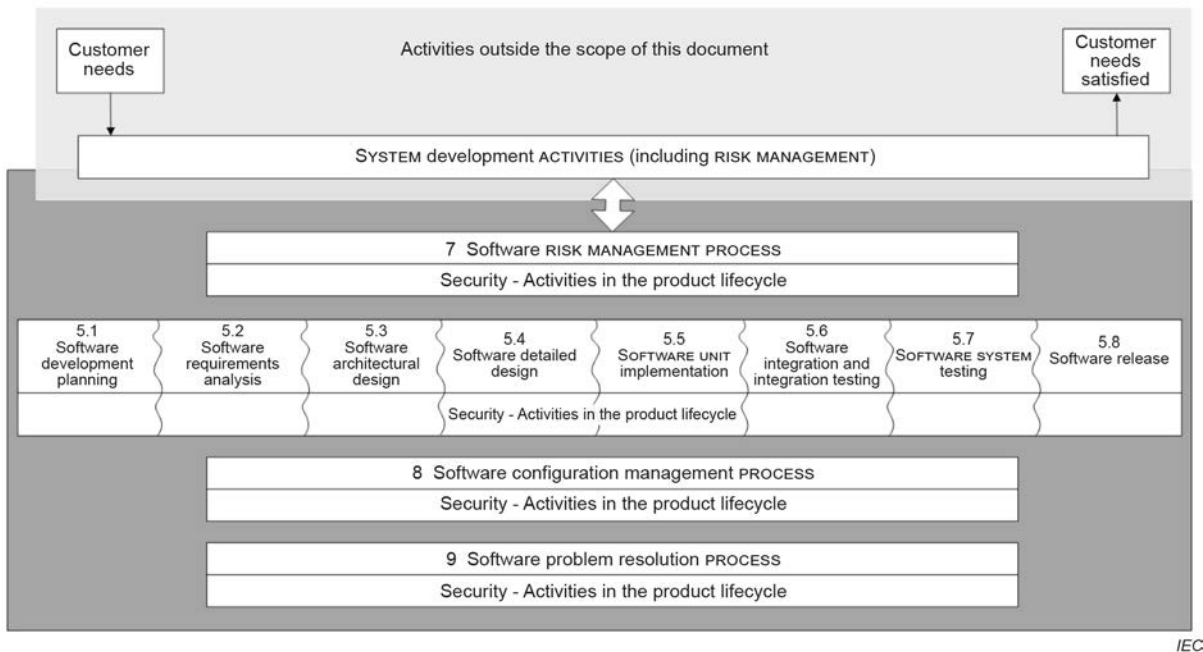 Customer
needs
Activities outside the scope of this document
Customer
needs
satisfied
SYSTEM development ACTIVITIES (including RISK MANAGEMENT)
7 Software RISK MANAGEMENT PROCESS
Security - Activities in the product lifecycle
5.1
Software
development
planning
5.2
Software
requirements
analysis
5.3
Software
architectural
design
5.4
Software detailed
design
5.5
SOFTWARE UNIT
implementation
5.6
Software
integration and
integration testing
5.7
SOFTWARE SYSTEM
testing
5.8
Software release
Security - Activities in the product lifecycle
8 Software configuration management PROCESS
Security - Activities in the product lifecycle
9 Software problem resolution PROCESS
Security - Activities in the product lifecycle
IEC